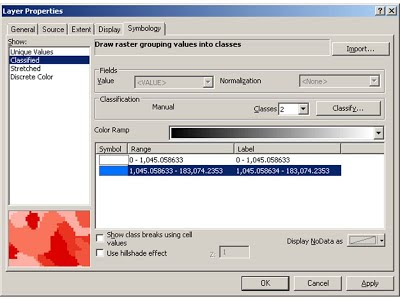 Layer Properties
General Source Extent Display Symbology
Show:
Unique Values
Classified
Stretched
Discrete Color
Draw raster grouping values into classes
Import...
Fields
Value <VALUE> Normalization <None>
Classification
Manual Classes 2 Classify...
Color Ramp
Symbol Range Label
0 - 1,045.058633 0 - 1,045.058633
1,045.058633 - 183,074.2353 1,045.058634 - 183,074.2353
Show class breaks using cell values
Display NoData as
Use hillshade effect Z: 1
OK Cancel Apply